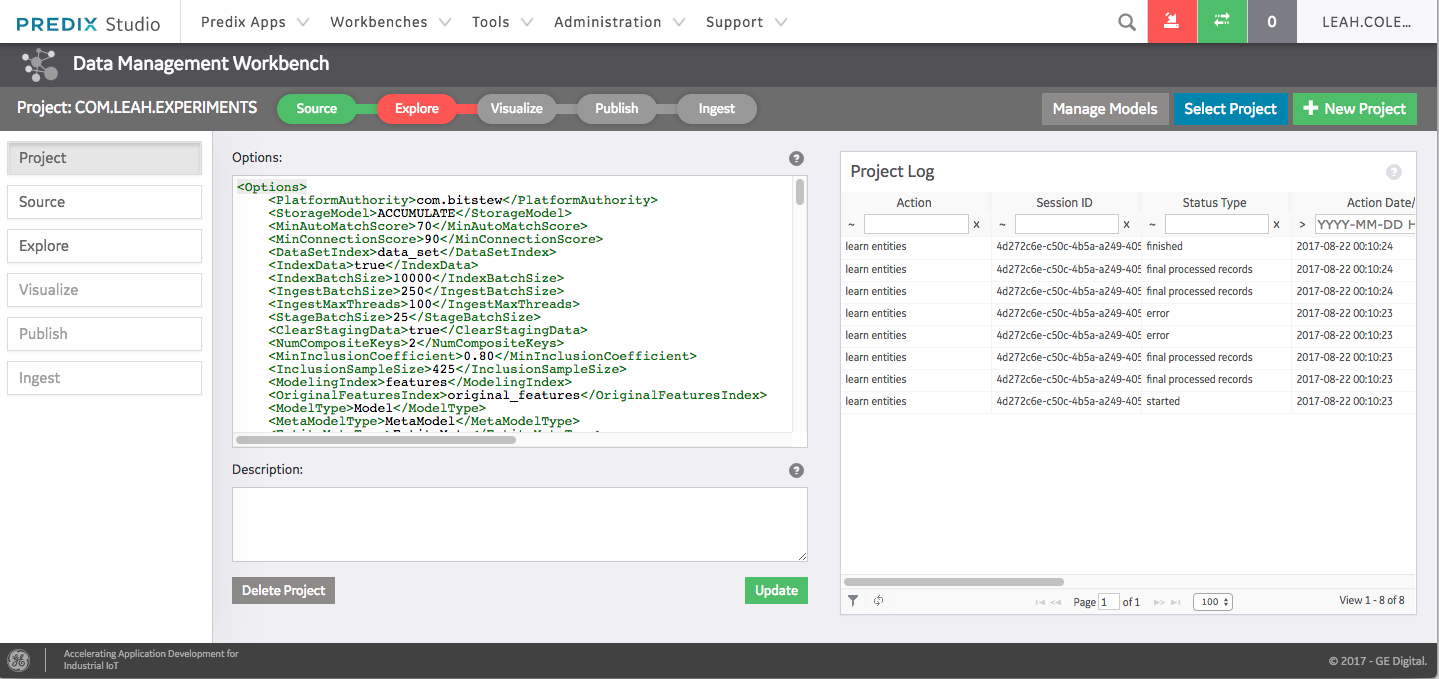 PREDIX Studio
Predix Apps Workbenches Tools Administration Support
0
LEAH.COLE...
Data Management Workbench
Project: COM.LEAH.EXPERIMENTS
Source Explore Visualize Publish Ingest
Manage Models Select Project + New Project
Project
Source
Explore
Visualize
Publish
Ingest
Options:
?
<Options>
<PlatformAuthority>com.bitstew</PlatformAuthority>
<StorageModel>ACCUMULATE</StorageModel>
<MinAutoMatchScore>70</MinAutoMatchScore>
<MinConnectionScore>90</MinConnectionScore>
<DataSetIndex>data_set</DataSetIndex>
<IndexData>true</IndexData>
<IndexBatchSize>10000</IndexBatchSize>
<IngestBatchSize>250</IngestBatchSize>
<IngestMaxThreads>100</IngestMaxThreads>
<StageBatchSize>25</StageBatchSize>
<ClearStagingData>true</ClearStagingData>
<NumCompositeKeys>2</NumCompositeKeys>
<MinInclusionCoefficient>0.80</MinInclusionCoefficient>
<InclusionSampleSize>425</InclusionSampleSize>
<ModelingIndex>features</ModelingIndex>
<OriginalFeaturesIndex>original_features</OriginalFeaturesIndex>
<ModelType>Model</ModelType>
<MetaModelType>MetaModel</MetaModelType>
Description:
?
Delete Project
Update
Project Log
?
Action Session ID Status Type Action Date/
~ x ~ x ~ x > YYYY-MM-DD H
learn entities 4d272c6e-c50c-4b5a-a249-405 finished 2017-08-22 00:10:24
learn entities 4d272c6e-c50c-4b5a-a249-405 final processed records 2017-08-22 00:10:24
learn entities 4d272c6e-c50c-4b5a-a249-405 final processed records 2017-08-22 00:10:24
learn entities 4d272c6e-c50c-4b5a-a249-405 error 2017-08-22 00:10:23
learn entities 4d272c6e-c50c-4b5a-a249-405 error 2017-08-22 00:10:23
learn entities 4d272c6e-c50c-4b5a-a249-405 final processed records 2017-08-22 00:10:23
learn entities 4d272c6e-c50c-4b5a-a249-405 final processed records 2017-08-22 00:10:23
learn entities 4d272c6e-c50c-4b5a-a249-405 started 2017-08-22 00:10:23
Page 1 of 1 100 View 1 - 8 of 8
Accelerating Application Development for
Industrial IoT
© 2017 - GE Digital.